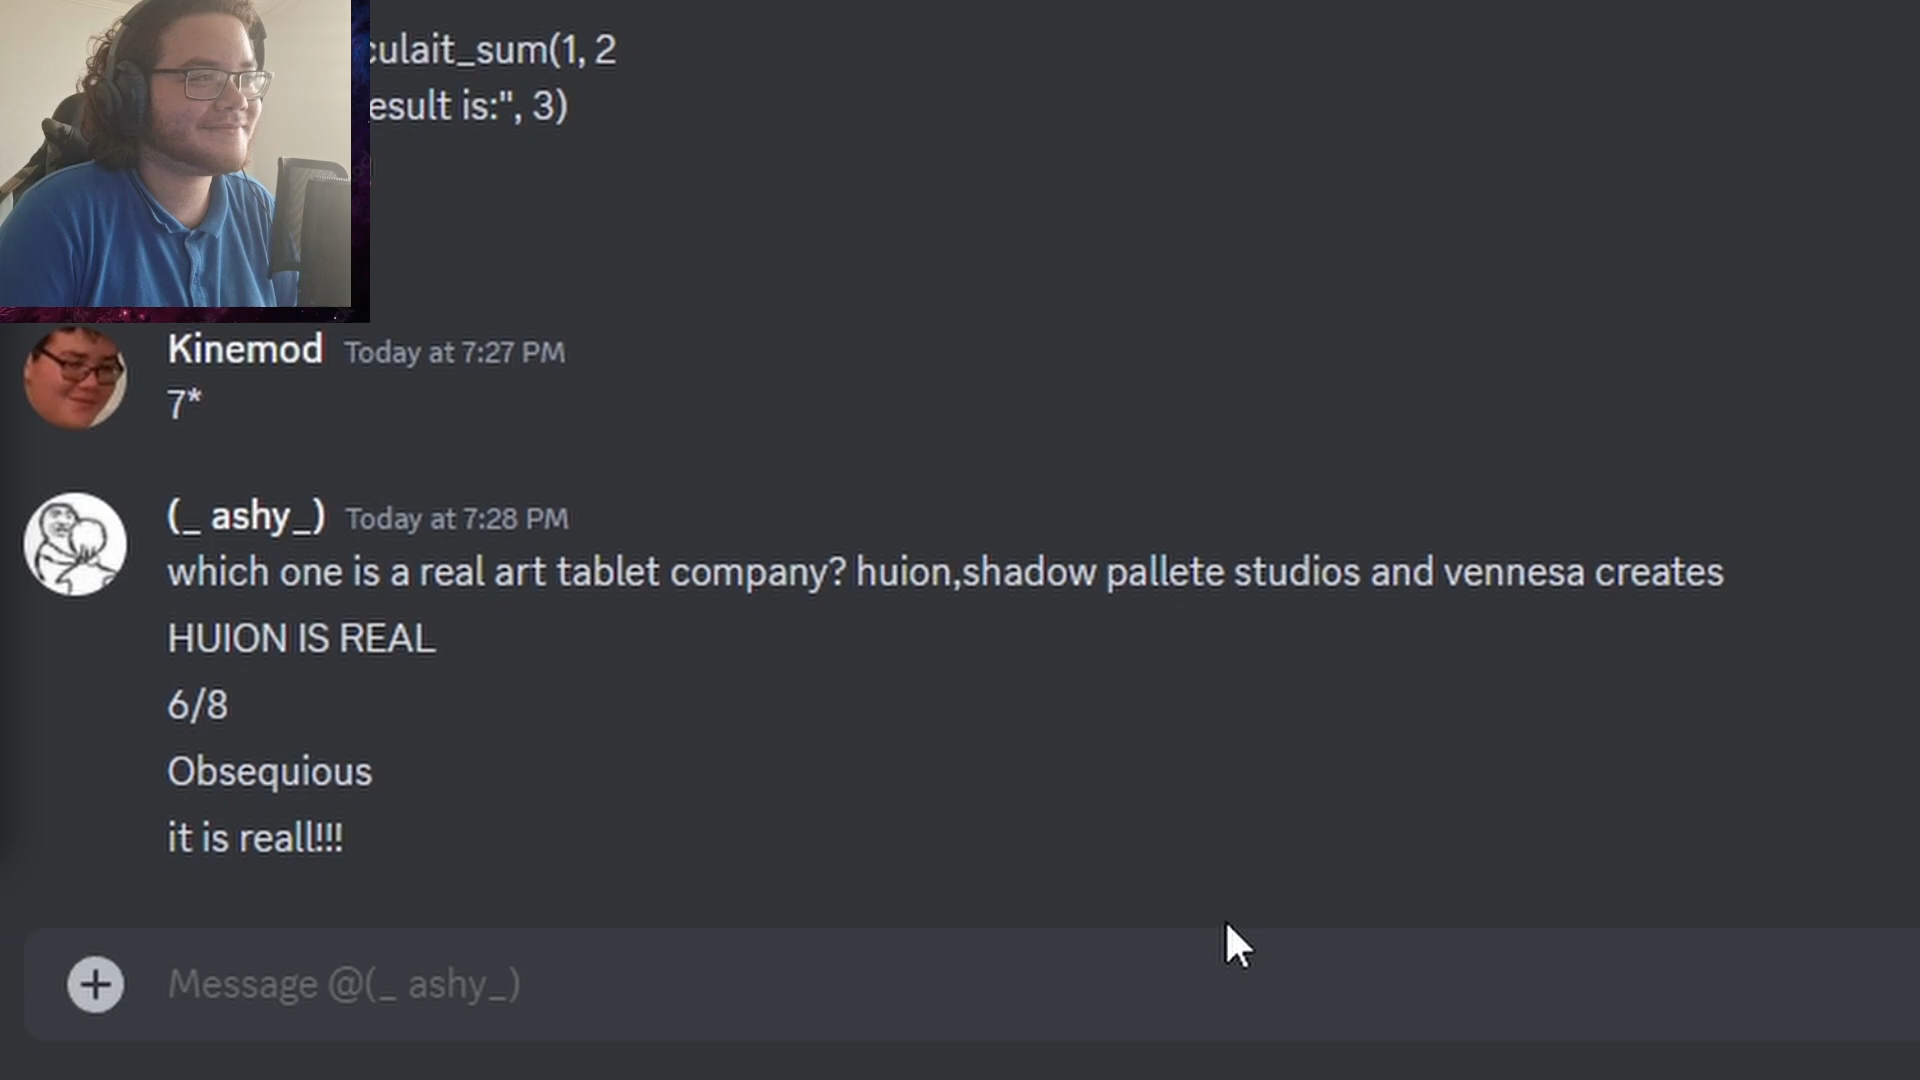 culait_sum(1, 2
esult is:", 3)
Kinemod Today at 7:27 PM
7*
(_ ashy_) Today at 7:28 PM
which one is a real art tablet company? huion,shadow pallete studios and vennesa creates
HUION IS REAL
6/8
Obsequious
it is reall!!!
Message @(_ ashy_)